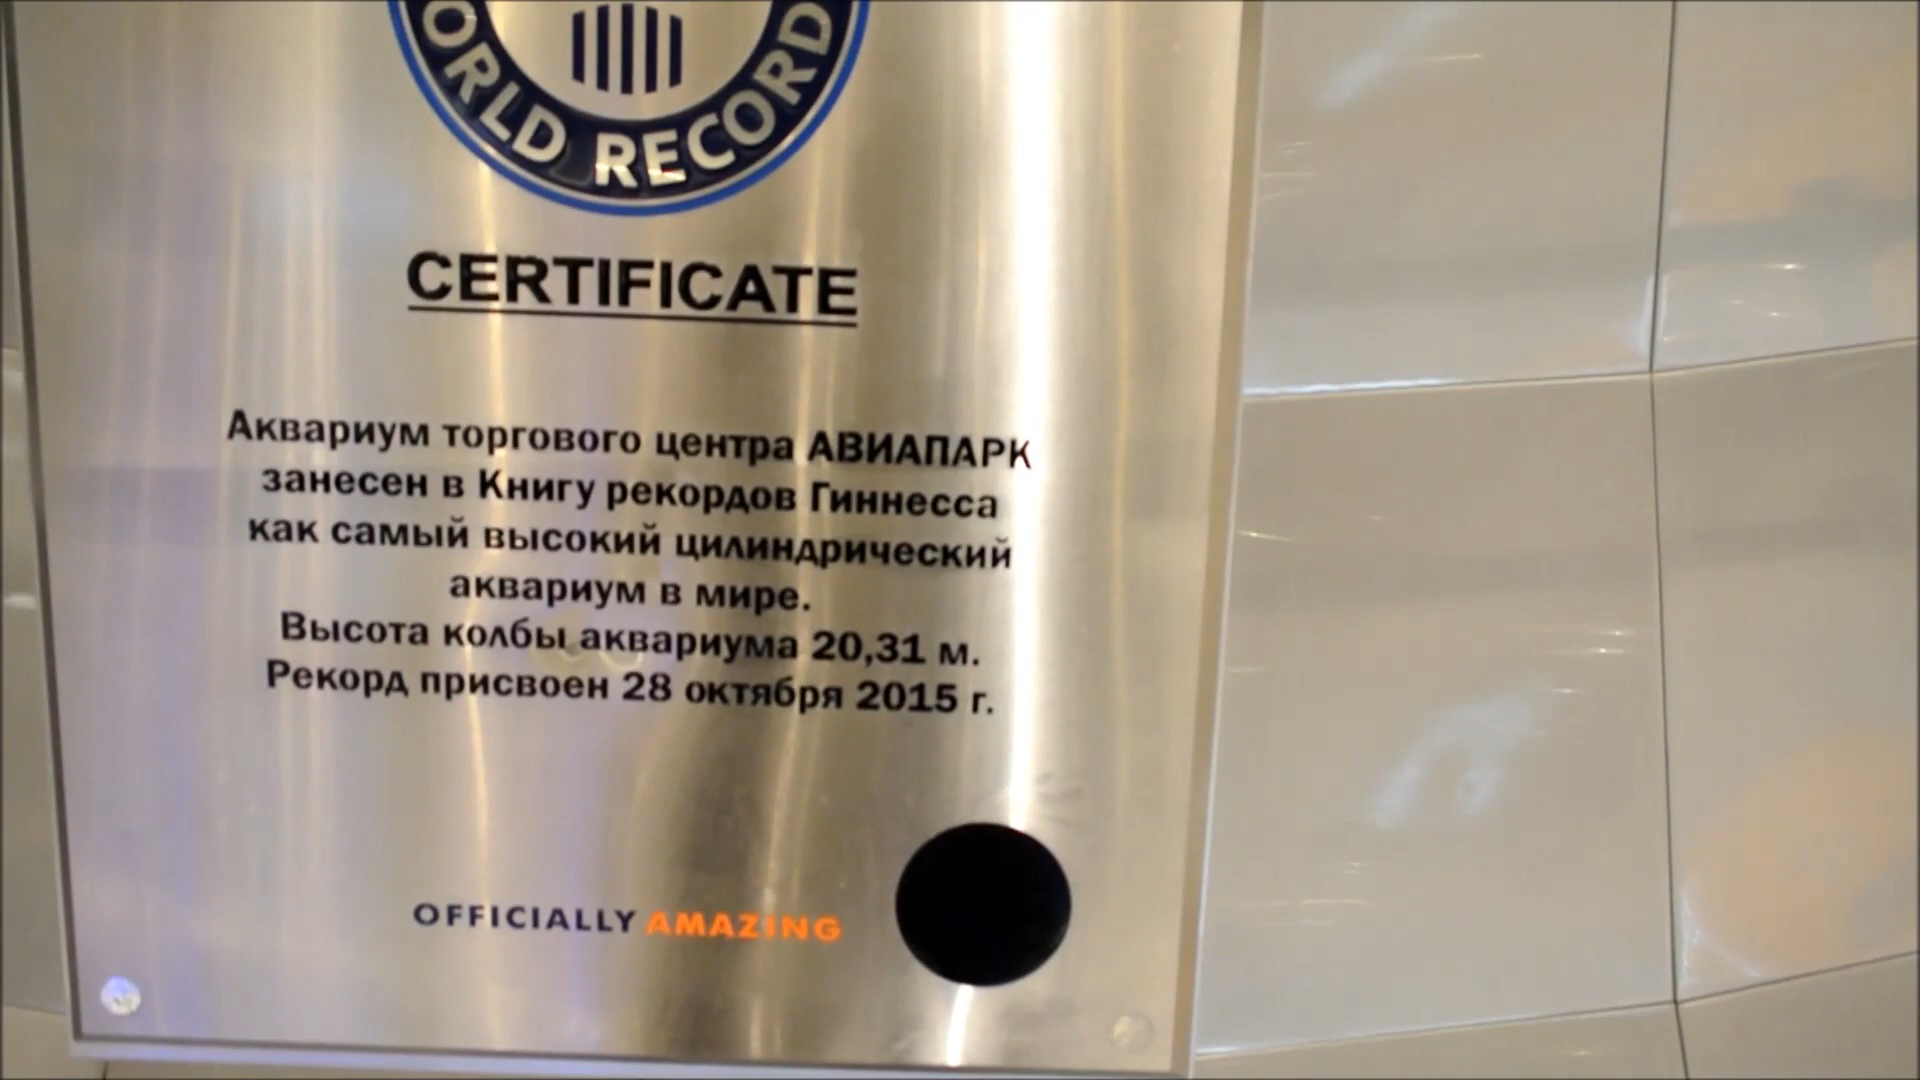 ORLD RECORD
CERTIFICATE
Аквариум торгового центра АВИАПАРК
занесен в Книгу рекордов Гиннесса
как самый высокий цилиндрический
аквариум в мире.
Высота колбы аквариума 20,31 м.
Рекорд присвоен 28 октября 2015 г.
OFFICIALLY AMAZING